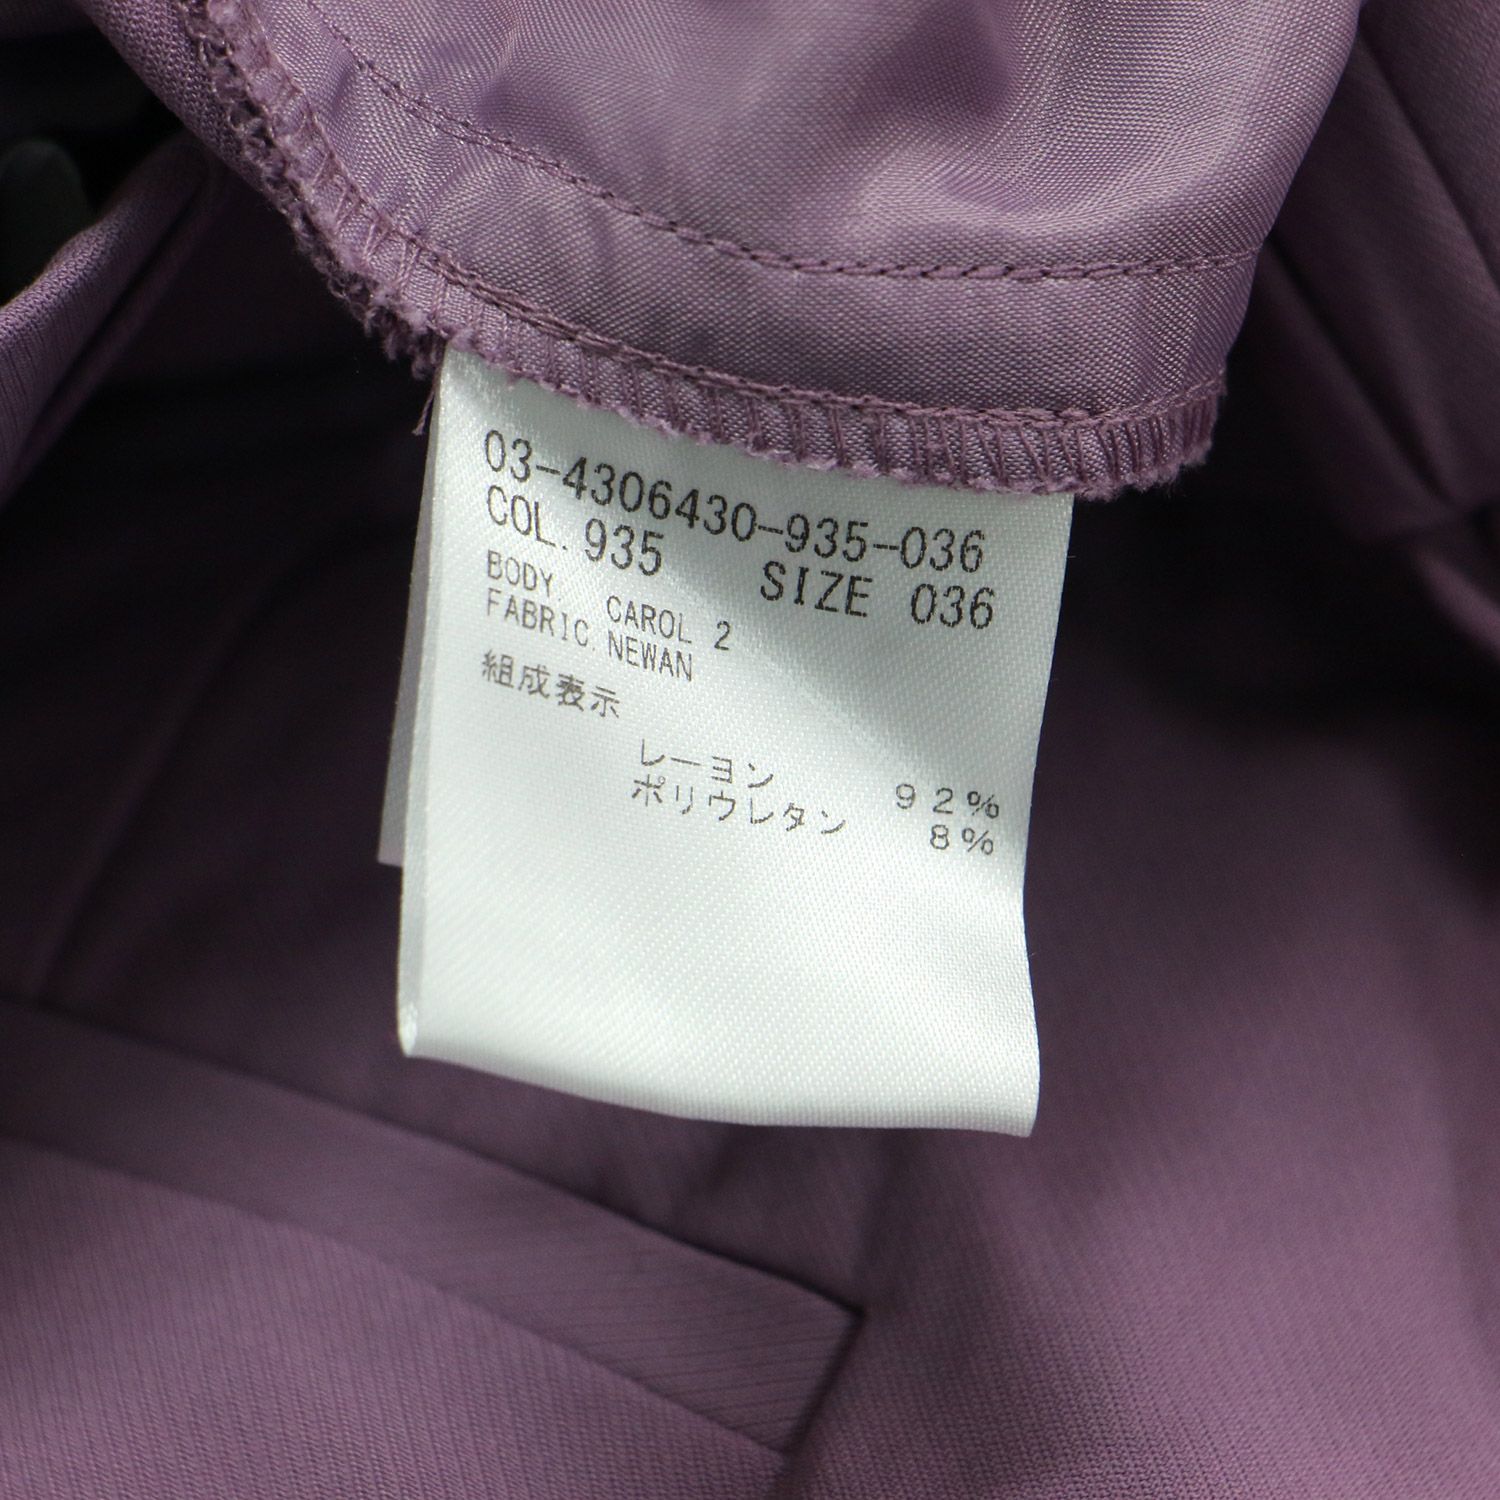 03-4306430-935-036
COL. 935 SIZE 036
BODY. CAROL 2
FABRIC. NEWAN
組成表示
レーヨン 92%
ポリウレタン 8%